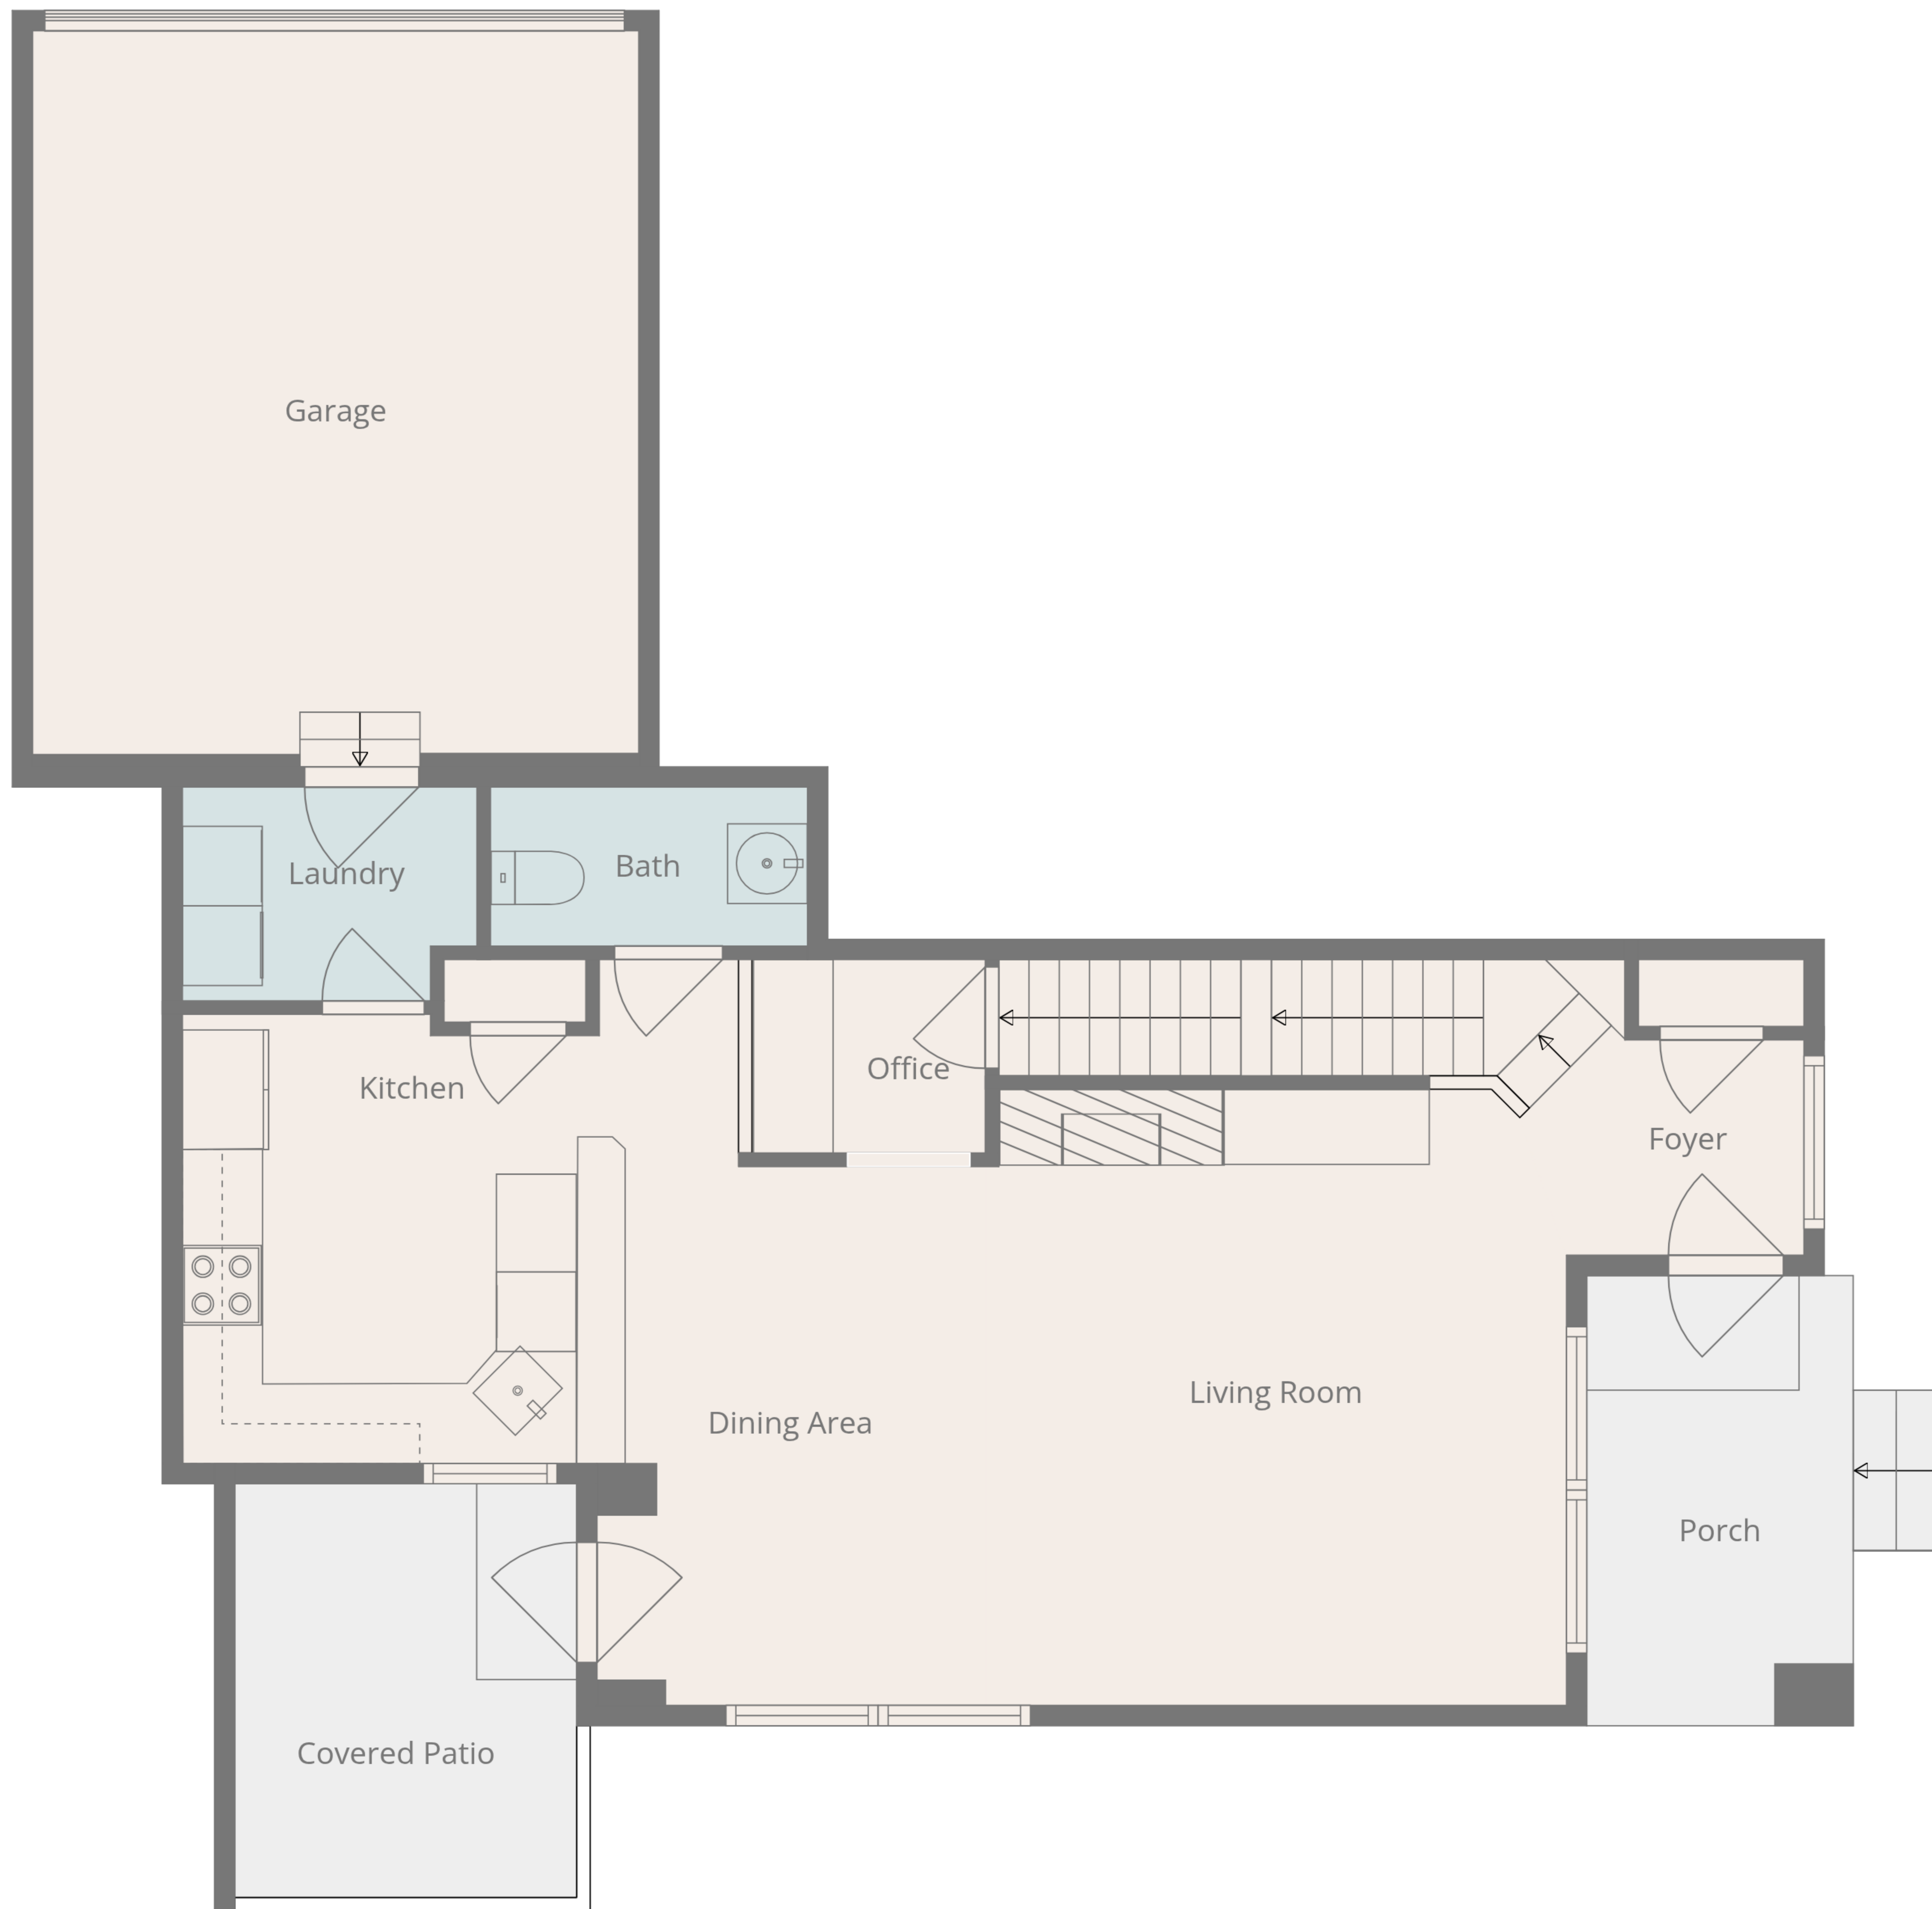 Garage
Laundry
Bath
Kitchen
Office
Foyer
Living Room
Dining Area
Porch
Covered Patio